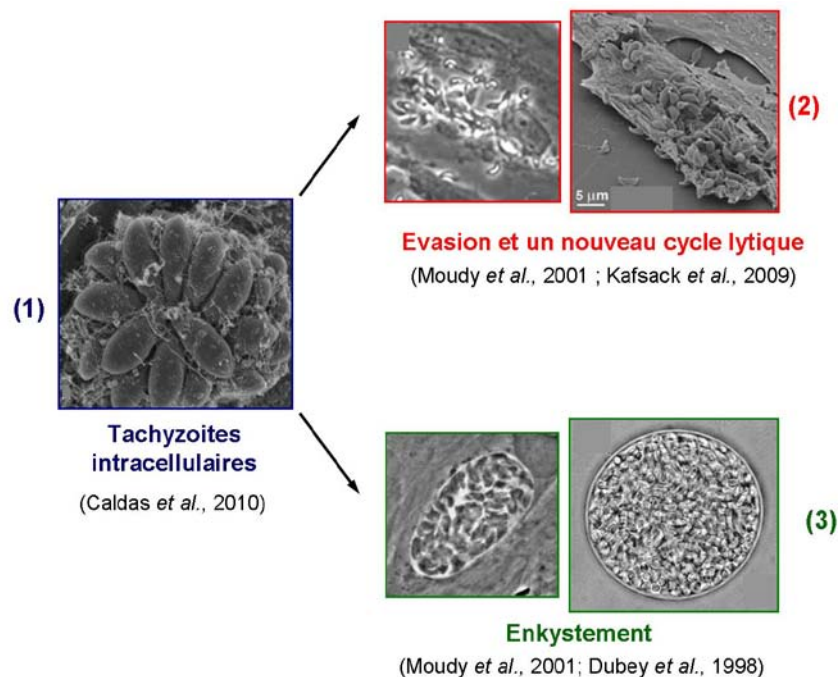 (1)
Tachyzoites
intracellulaires
(Caldas et al., 2010)
(2)
5 µm
Evasion et un nouveau cycle lytique
(Moudy et al., 2001 ; Kafsack et al., 2009)
(3)
Enkystement
(Moudy et al., 2001; Dubey et al., 1998)